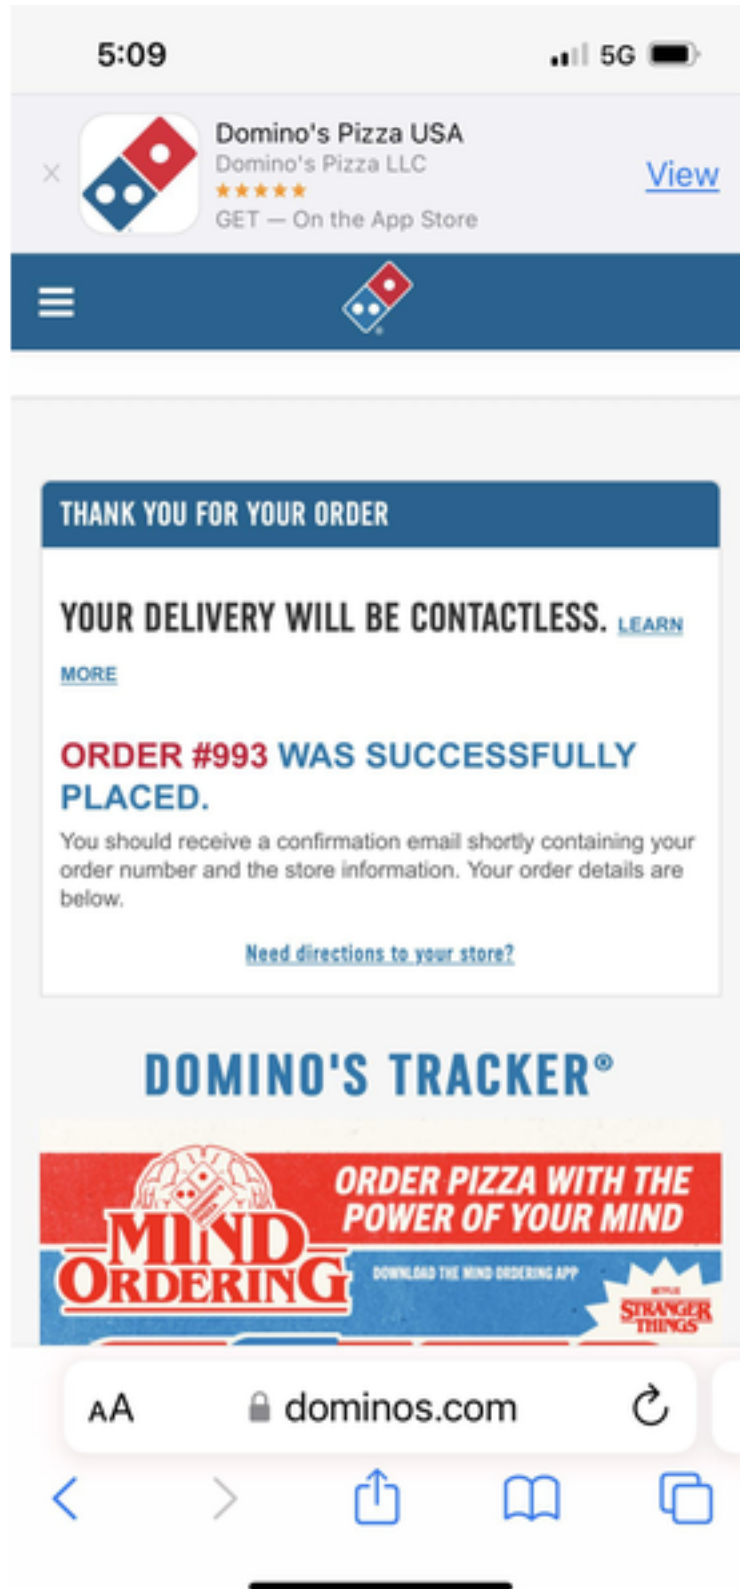 5:09
5G
Domino's Pizza USA
Domino's Pizza LLC
GET — On the App Store
View
THANK YOU FOR YOUR ORDER
YOUR DELIVERY WILL BE CONTACTLESS. LEARN
MORE
ORDER #993 WAS SUCCESSFULLY
PLACED.
You should receive a confirmation email shortly containing your
order number and the store information. Your order details are
below.
Need directions to your store?
DOMINO'S TRACKER®
MIND
ORDERING
ORDER PIZZA WITH THE
POWER OF YOUR MIND
DOWNLOAD THE MIND ORDERING APP
NETFLIX
STRANGER
THINGS
AA
dominos.com